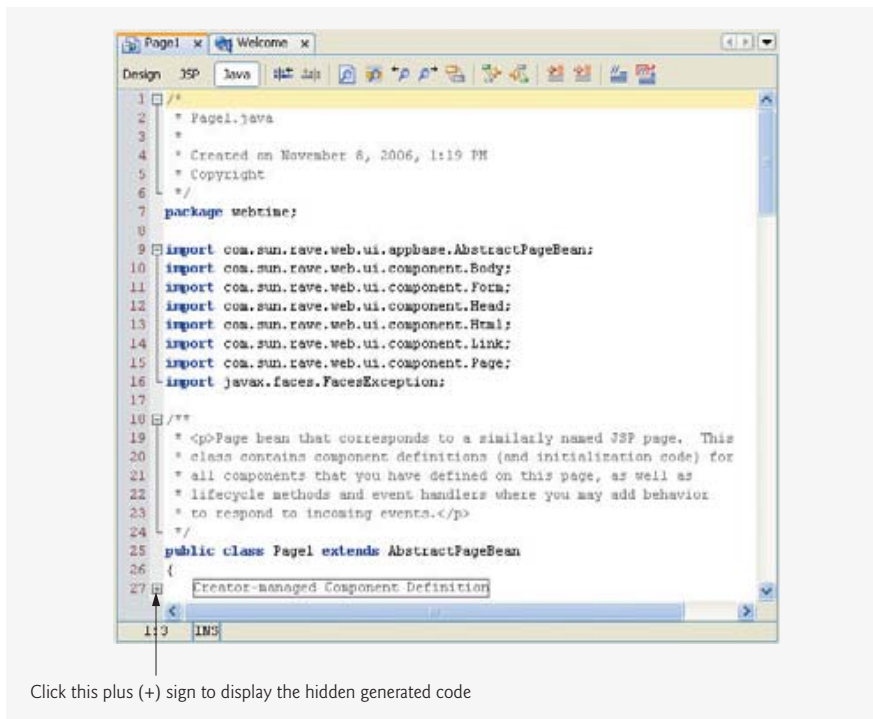 Page1 x Welcome x
Design JSP Java
1 /*
2 * Page1.java
3 *
4 * Created on November 8, 2006, 1:19 PM
5 * Copyright
6 */
7 package webtime;
8
9 import com.sun.rave.web.ui.appbase.AbstractPageBean;
10 import com.sun.rave.web.ui.component.Body;
11 import com.sun.rave.web.ui.component.Form;
12 import com.sun.rave.web.ui.component.Head;
13 import com.sun.rave.web.ui.component.Html;
14 import com.sun.rave.web.ui.component.Link;
15 import com.sun.rave.web.ui.component.Page;
16 import javax.faces.FacesException;
17
18 /**
19 * <p>Page bean that corresponds to a similarly named JSP page. This
20 * class contains component definitions (and initialization code) for
21 * all components that you have defined on this page, as well as
22 * lifecycle methods and event handlers where you may add behavior
23 * to respond to incoming events.</p>
24 */
25 public class Page1 extends AbstractPageBean
26 {
27 Creator-managed Component Definition
1:3 INS
Click this plus (+) sign to display the hidden generated code